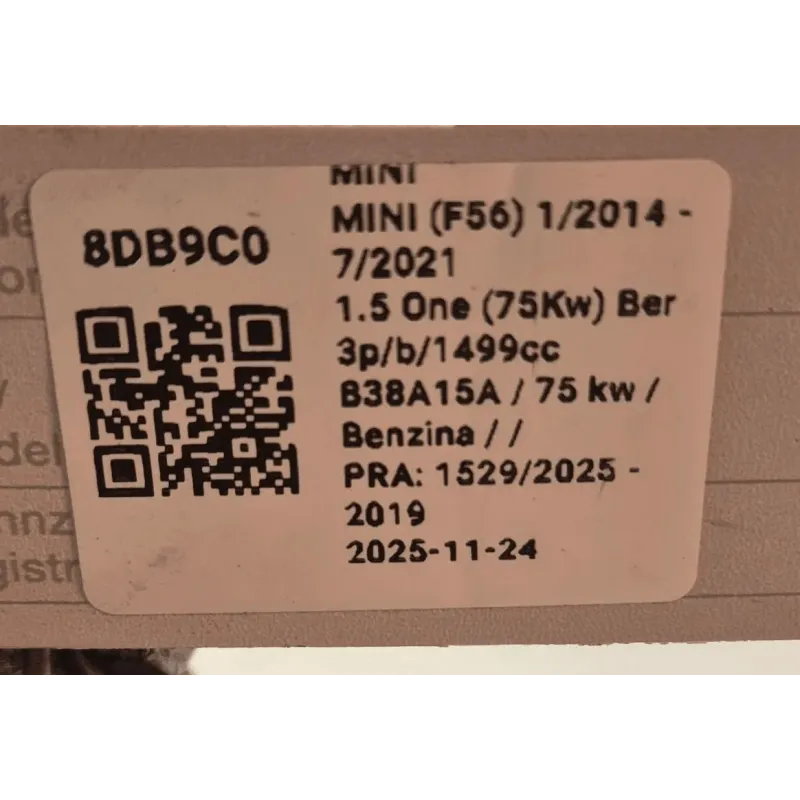 8DB9C0
MINI
MINI (F56) 1/2014 -
7/2021
1.5 One (75Kw) Ber
3p/b/1499cc
B38A15A / 75 kw /
Benzina / /
PRA: 1529/2025 -
2019
2025-11-24